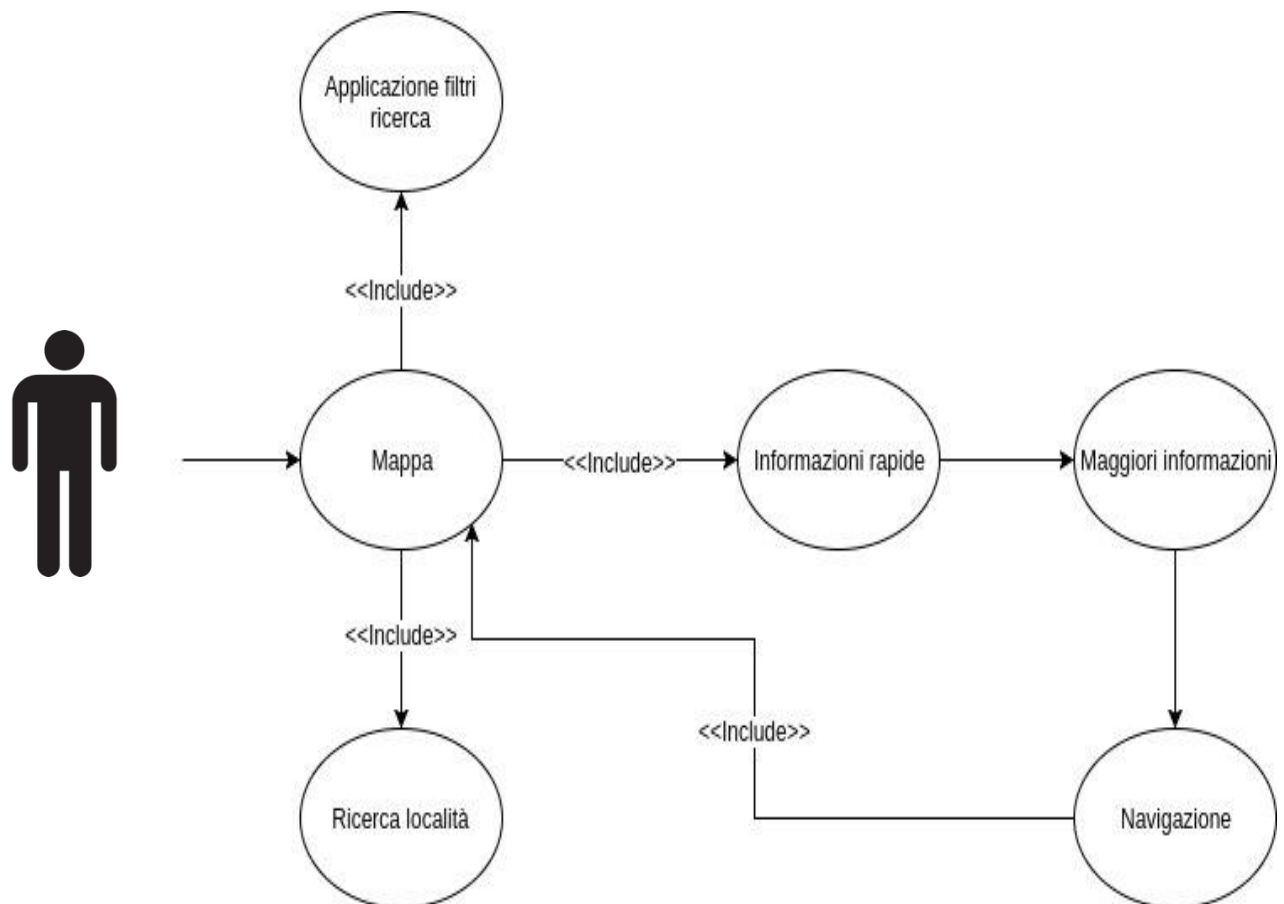 Applicazione filtri
ricerca
<<Include>>
Mappa
<<Include>>
Informazioni rapide
Maggiori informazioni
<<Include>>
<<Include>>
Ricerca località
Navigazione